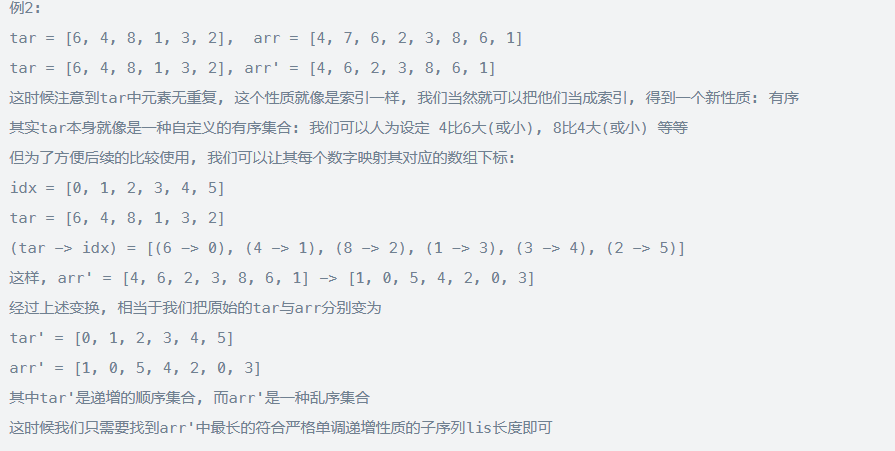 例2:
tar = [6, 4, 8, 1, 3, 2],  arr = [4, 7, 6, 2, 3, 8, 6, 1]
tar = [6, 4, 8, 1, 3, 2], arr' = [4, 6, 2, 3, 8, 6, 1]
这时候注意到tar中元素无重复, 这个性质就像是索引一样, 我们当然就可以把他们当成索引, 得到一个新性质: 有序
其实tar本身就像是一种自定义的有序集合: 我们可以人为设定 4比6大(或小), 8比4大(或小) 等等
但为了方便后续的比较使用, 我们可以让其每个数字映射其对应的数组下标:
idx = [0, 1, 2, 3, 4, 5]
tar = [6, 4, 8, 1, 3, 2]
(tar -> idx) = [(6 -> 0), (4 -> 1), (8 -> 2), (1 -> 3), (3 -> 4), (2 -> 5)]
这样, arr' = [4, 6, 2, 3, 8, 6, 1] -> [1, 0, 5, 4, 2, 0, 3]
经过上述变换, 相当于我们把原始的tar与arr分别变为
tar' = [0, 1, 2, 3, 4, 5]
arr' = [1, 0, 5, 4, 2, 0, 3]
其中tar'是递增的顺序集合, 而arr'是一种乱序集合
这时候我们只需要找到arr'中最长的符合严格单调递增性质的子序列lis长度即可